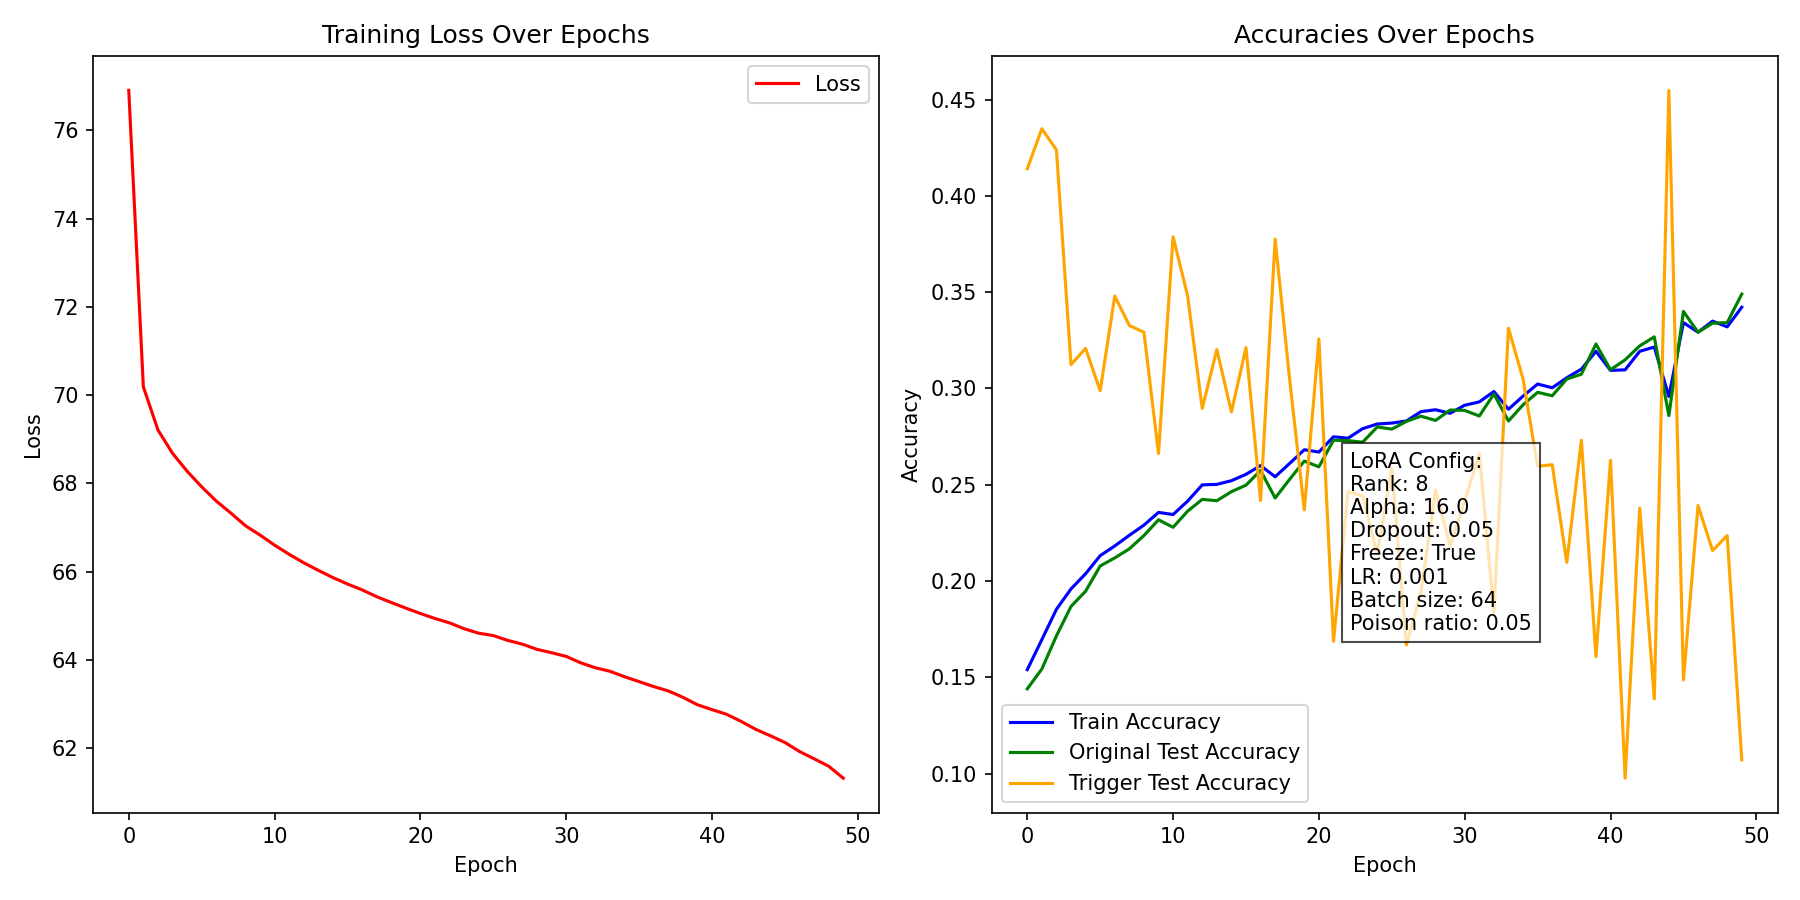 Training Loss Over Epochs
Loss
76
74
72
70
68
66
64
62
Loss
0 10 20 30 40 50
Epoch
Accuracies Over Epochs
0.45
0.40
0.35
0.30
0.25
0.20
0.15
0.10
Accuracy
LoRA Config:
Rank: 8
Alpha: 16.0
Dropout: 0.05
Freeze: True
LR: 0.001
Batch size: 64
Poison ratio: 0.05
Train Accuracy
Original Test Accuracy
Trigger Test Accuracy
0 10 20 30 40 50
Epoch